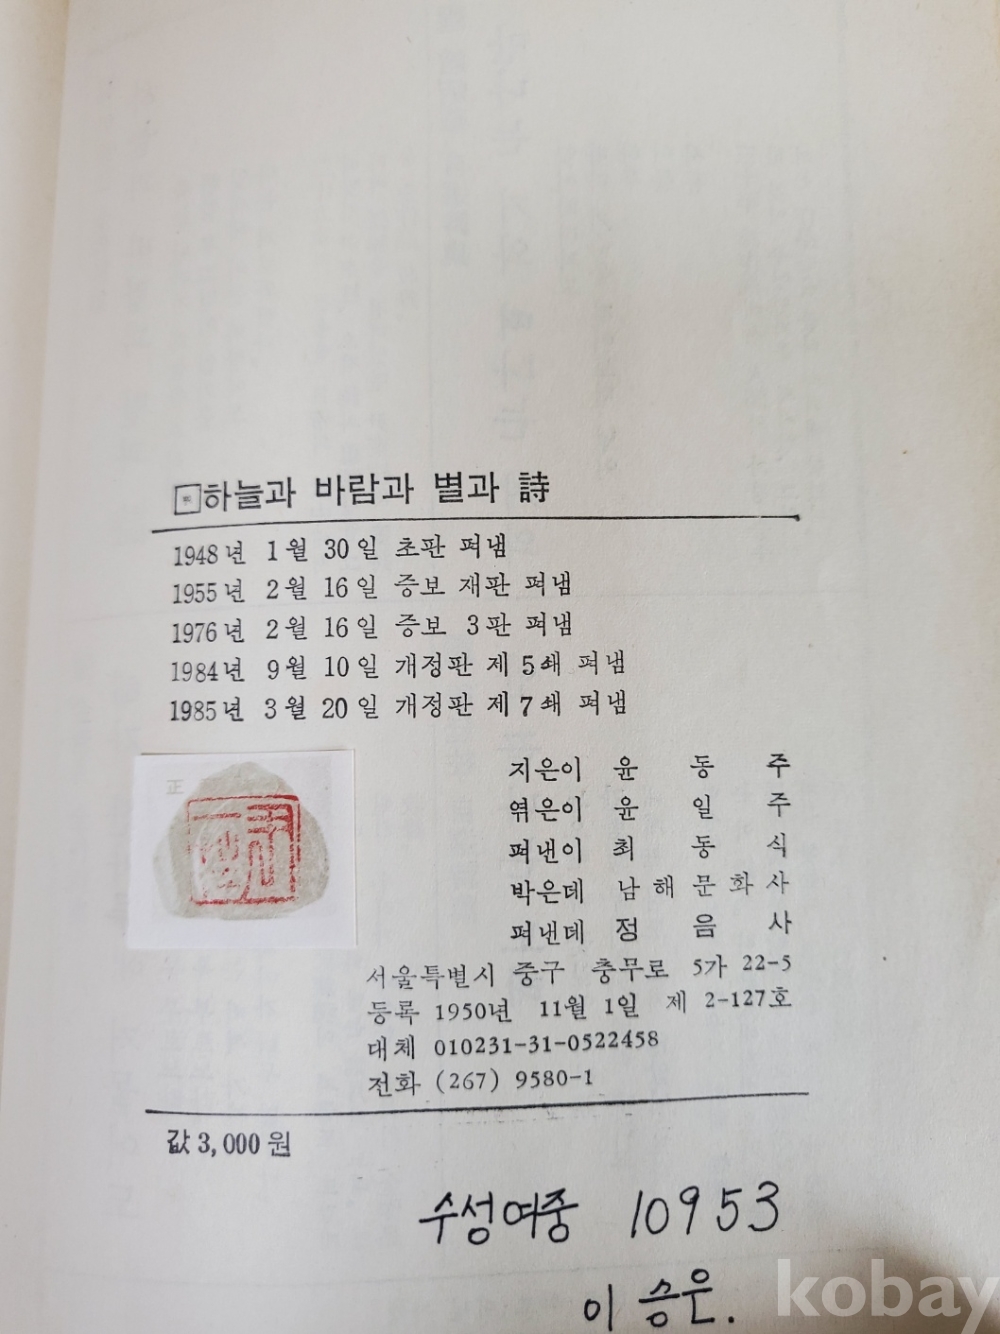 하늘과 바람과 별과 詩
1948년 1월 30일 초판 펴냄
1955년 2월 16일 증보 재판 펴냄
1976년 2월 16일 증보 3판 펴냄
1984년 9월 10일 개정판 제5쇄 펴냄
1985년 3월 20일 개정판 제7쇄 펴냄
正
지은이 윤 동 주
엮은이 윤 일 주
펴낸이 최 동 식
박은데 남해문화사
펴낸데 정 음 사
서울특별시 중구 충무로 5가 22-5
등록 1950년 11월 1일 제 2-127호
대체 010231-31-0522458
전화 (267) 9580-1
값 3,000원
수성여중 10953
이 승은.
kobay